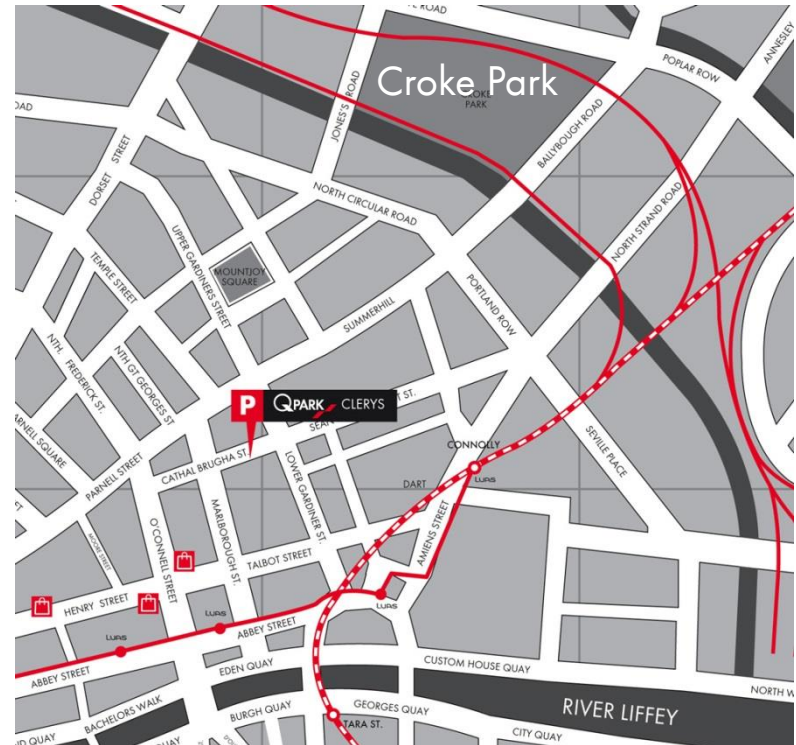 E ROAD
ANNESLEY
Croke Park
CROKE
PARK
POPLAR ROW
JONES'S ROAD
OAD
BALLYBOUGH ROAD
DORSET STREET
NORTH CIRCULAR ROAD
NORTH STRAND ROAD
UPPER GARDINERS STREET
MOUNTJOY
SQUARE
TEMPLE STREET
PORTLAND ROW
SUMMERHILL
NTH. FREDERICK ST.
NTH GT GEORGES ST
P
QPARK CLERYS
ARNELL SQUARE
SEVILLE PLACE
CONNOLLY
LUAS
PARNELL STREET
CATHAL BRUGHA ST.
LOWER GARDINER ST.
DART
MARLBOROUGH ST.
O'CONNELL STREET
MOORE STREET
AMIENS STREET
TALBOT STREET
HENRY STREET
LUAS
LUAS
LUAS
ABBEY STREET
ABBEY STREET
EDEN QUAY
CUSTOM HOUSE QUAY
NORTH W
BACHELORS WALK
BURGH QUAY
GEORGES QUAY
RIVER LIFFEY
TARA ST.
CITY QUAY
QUAY
QUAY